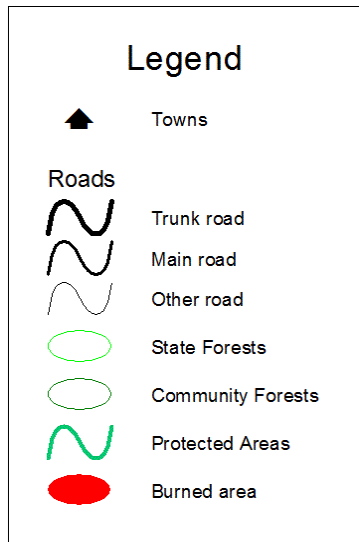 Legend
Towns
Roads
Trunk road
Main road
Other road
State Forests
Community Forests
Protected Areas
Burned area